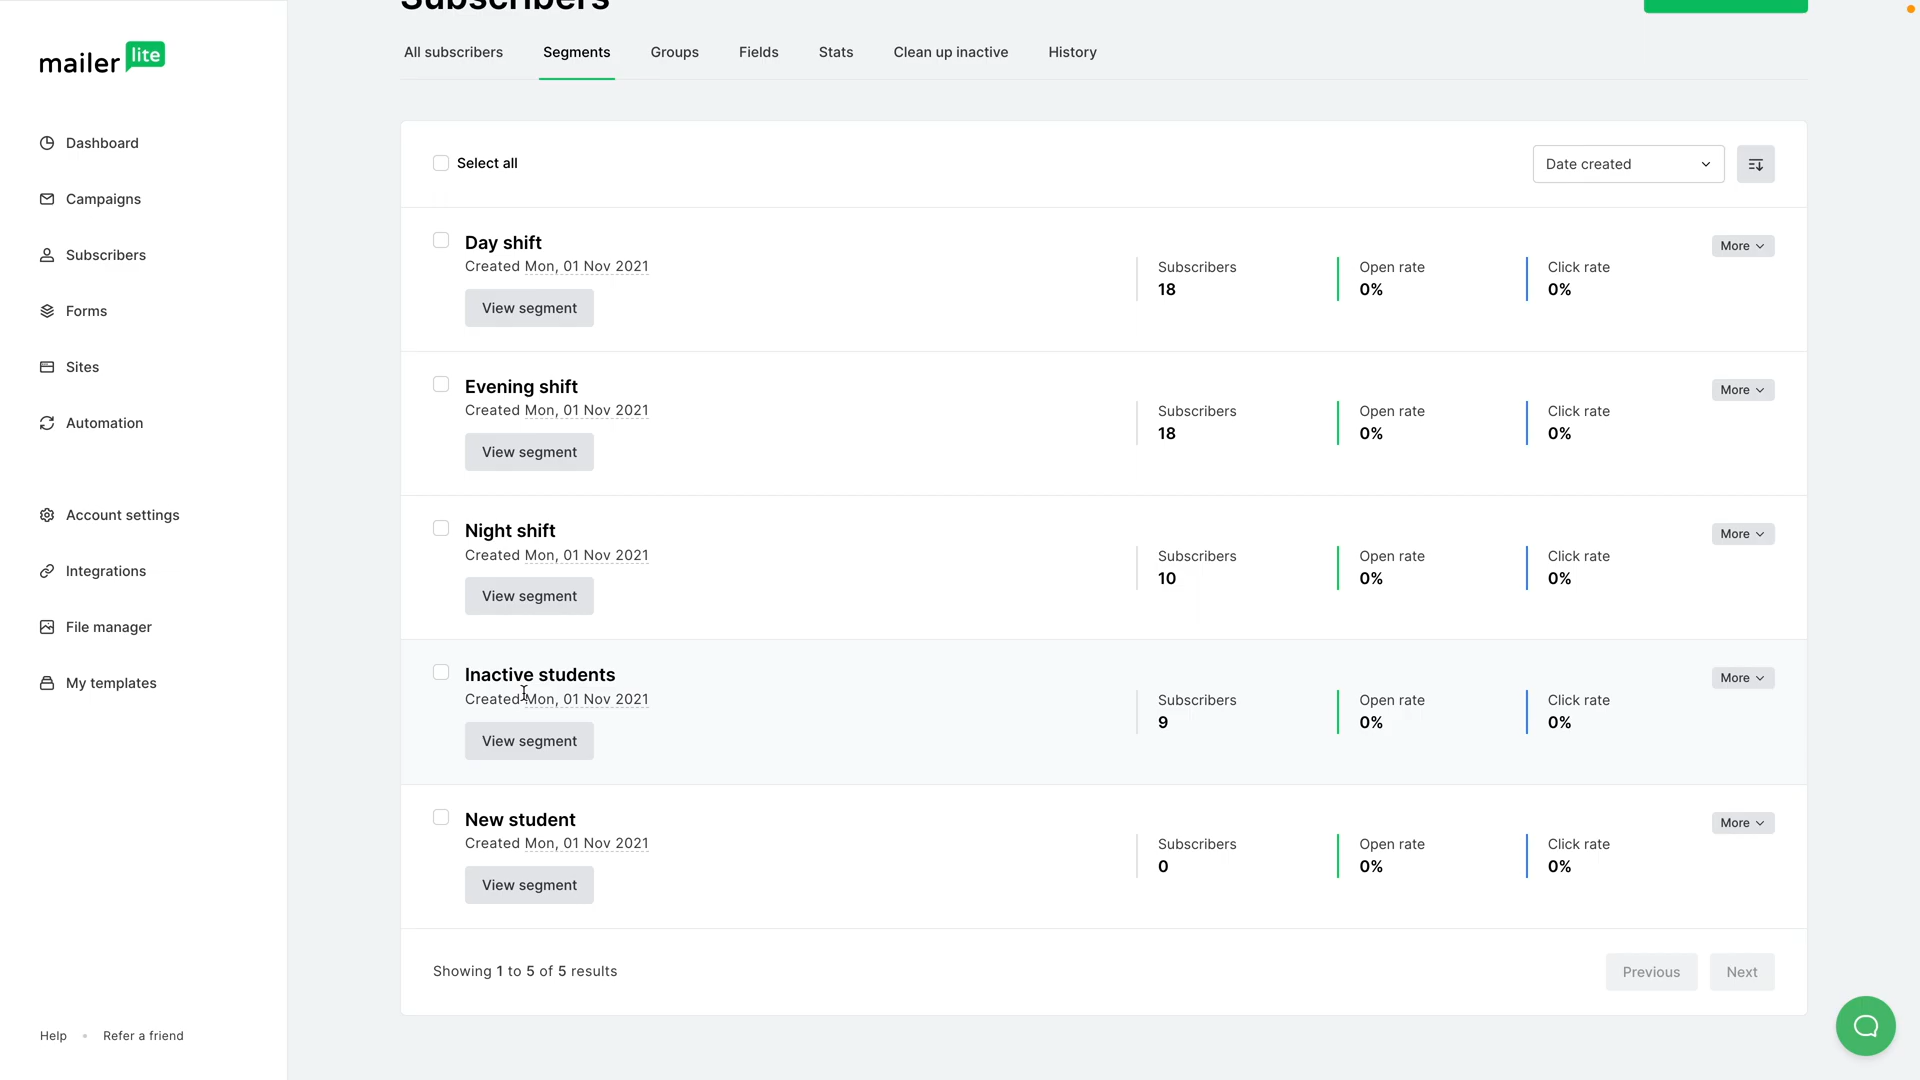 Subscribers
mailer lite
All subscribers Segments Groups Fields Stats Clean up inactive History
Dashboard
Campaigns
Subscribers
Forms
Sites
Automation
Account settings
Integrations
File manager
My templates
Help • Refer a friend
Select all
Date created
Day shift
Created Mon, 01 Nov 2021
View segment
Subscribers
18
Open rate
0%
Click rate
0%
More
Evening shift
Created Mon, 01 Nov 2021
View segment
Subscribers
18
Open rate
0%
Click rate
0%
More
Night shift
Created Mon, 01 Nov 2021
View segment
Subscribers
10
Open rate
0%
Click rate
0%
More
Inactive students
Created Mon, 01 Nov 2021
View segment
Subscribers
9
Open rate
0%
Click rate
0%
More
New student
Created Mon, 01 Nov 2021
View segment
Subscribers
0
Open rate
0%
Click rate
0%
More
Showing 1 to 5 of 5 results
Previous
Next